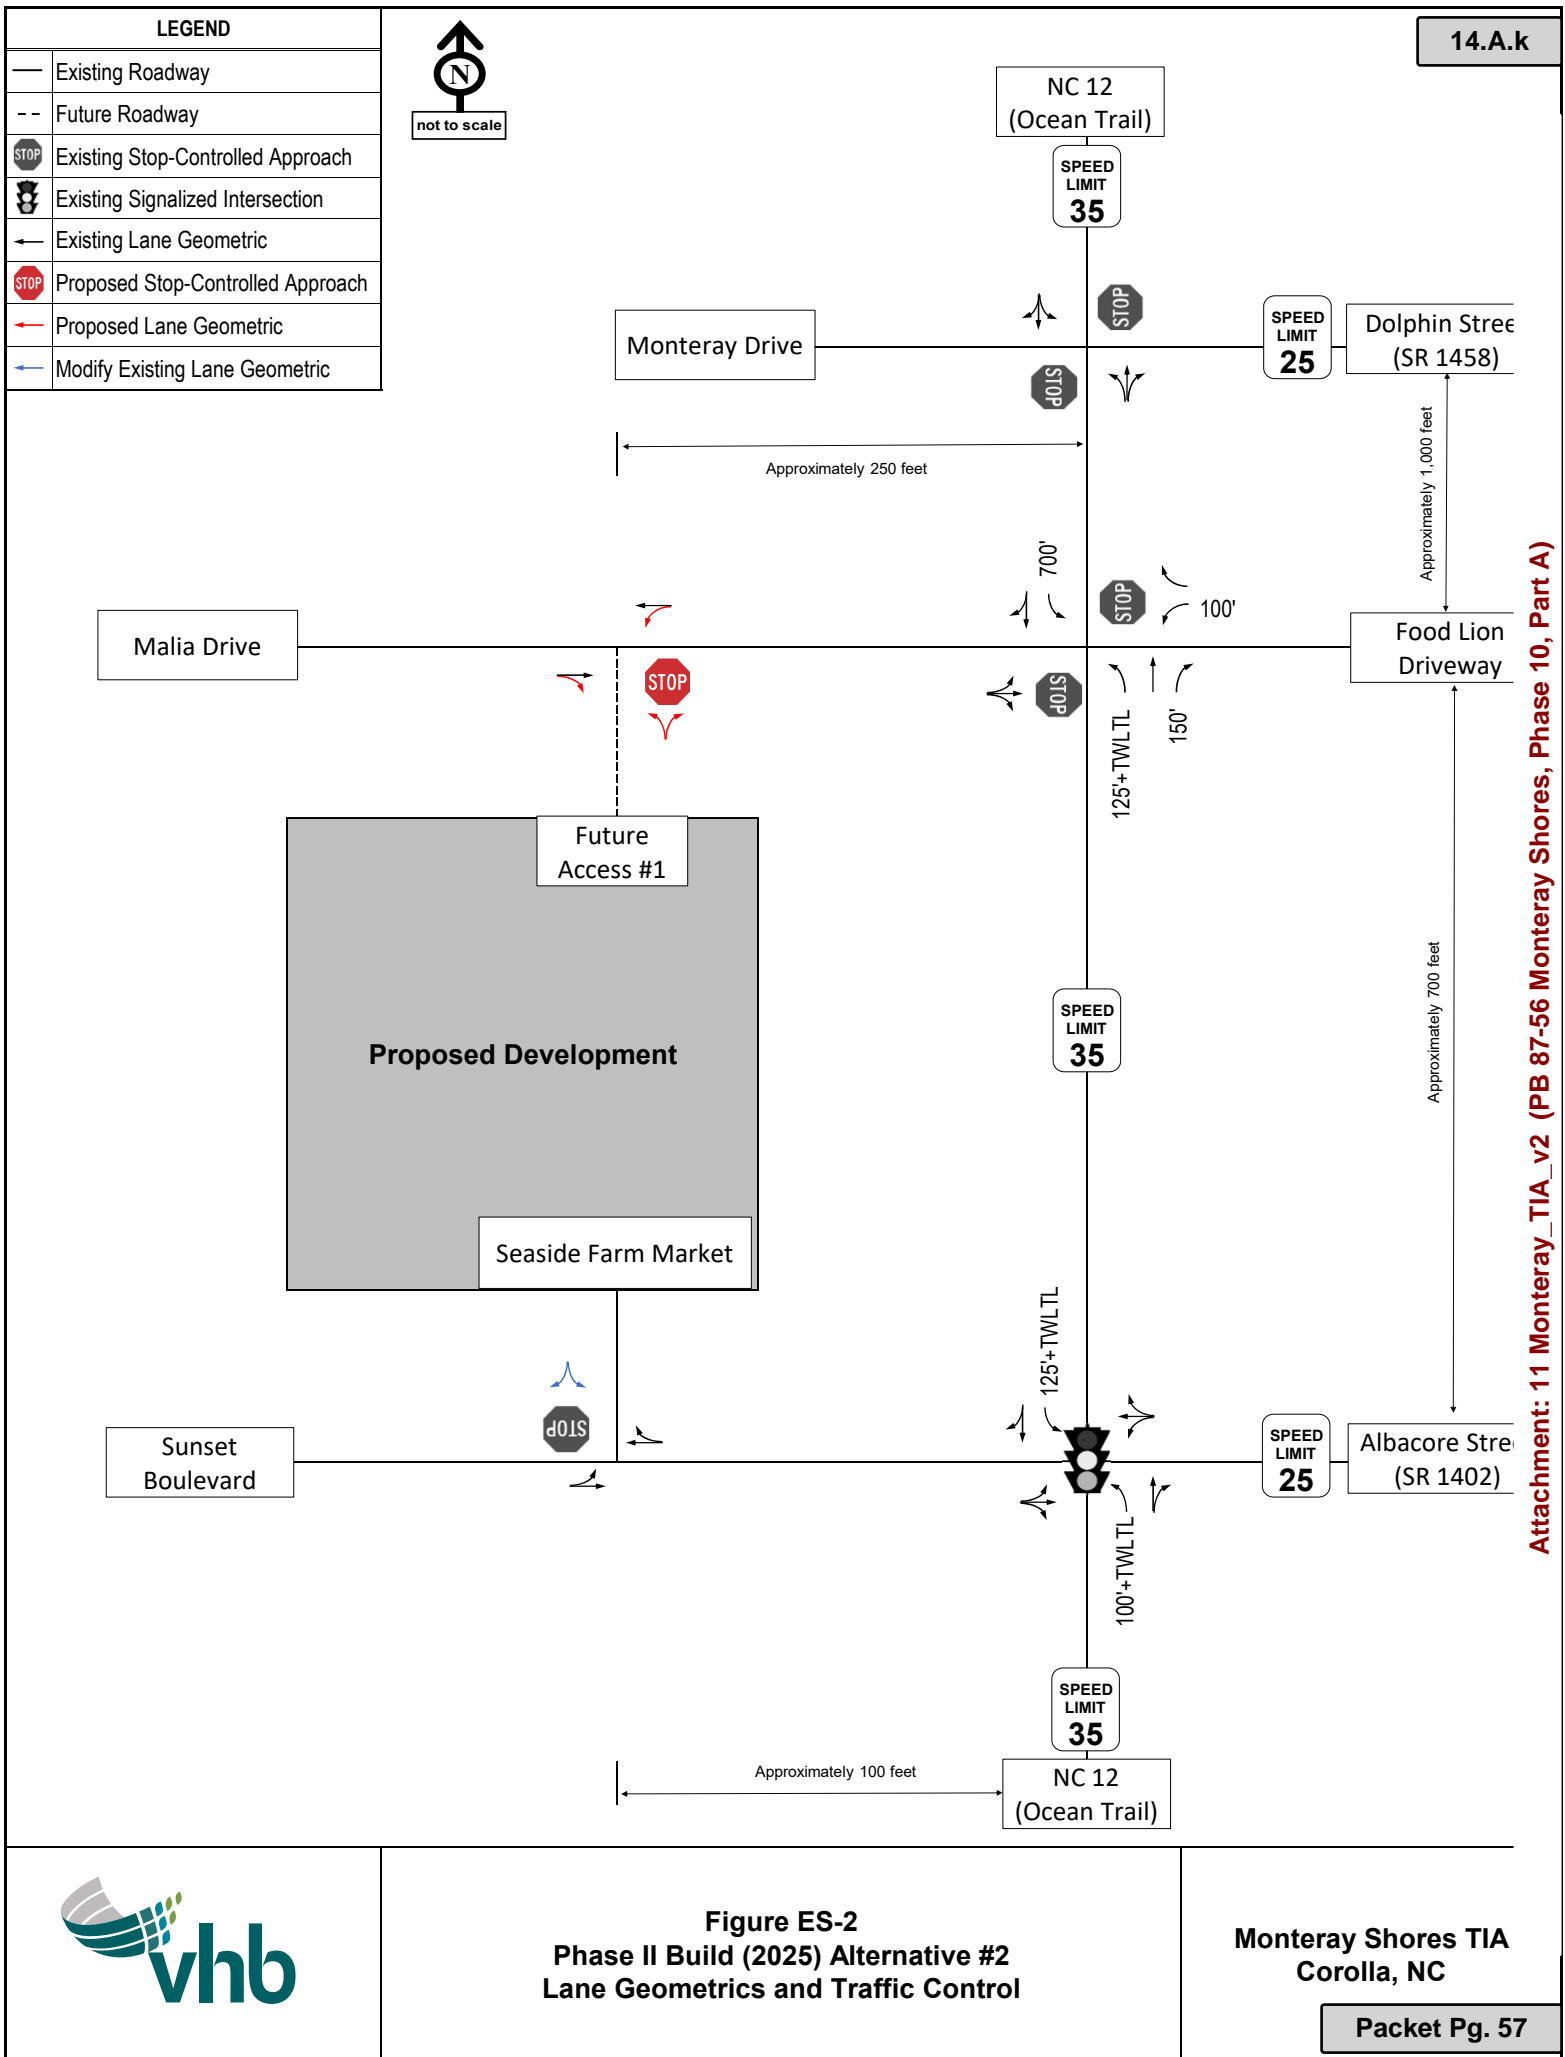 LEGEND
Existing Roadway
Future Roadway
STOP
Existing Stop-Controlled Approach
Existing Signalized Intersection
Existing Lane Geometric
STOP
Proposed Stop-Controlled Approach
Proposed Lane Geometric
Modify Existing Lane Geometric
N
not to scale
14.A.k
NC 12
(Ocean Trail)
SPEED
LIMIT
35
STOP
Monteray Drive
SPEED
LIMIT
25
Dolphin Stree
(SR 1458)
STOP
Approximately 250 feet
Approximately 1,000 feet
700'
STOP
100'
Malia Drive
Food Lion
Driveway
STOP
STOP
125'+TWLTL
150'
Future
Access #1
Proposed Development
SPEED
LIMIT
35
Approximately 700 feet
Seaside Farm Market
125'+TWLTL
STOP
Sunset
Boulevard
SPEED
LIMIT
25
Albacore Stre
(SR 1402)
100'+TWLTL
SPEED
LIMIT
35
Approximately 100 feet
NC 12
(Ocean Trail)
Attachment: 11 Monteray_TIA_v2 (PB 87-56 Monteray Shores, Phase 10, Part A)
vhb
Figure ES-2
Phase II Build (2025) Alternative #2
Lane Geometrics and Traffic Control
Monteray Shores TIA
Corolla, NC
Packet Pg. 57